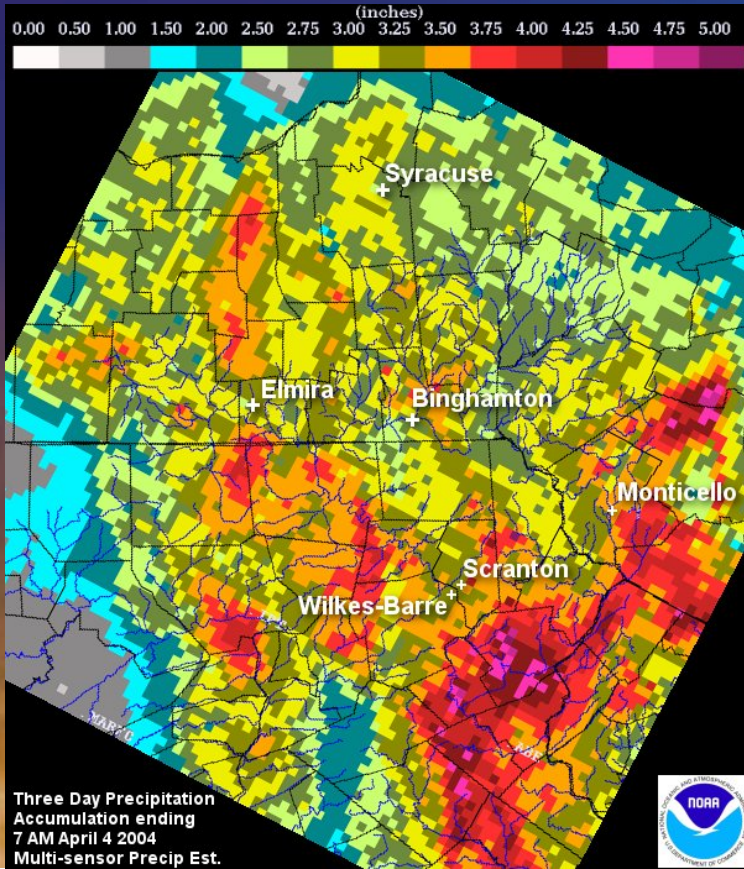 (inches)
0.00 0.50 1.00 1.50 2.00 2.50 2.75 3.00 3.25 3.50 3.75 4.00 4.25 4.50 4.75 5.00
Syracuse
Elmira
Binghamton
Monticello
Scranton
Wilkes-Barre
Three Day Precipitation
Accumulation ending
7 AM April 4 2004
Multi-sensor Precip Est.
NOAA